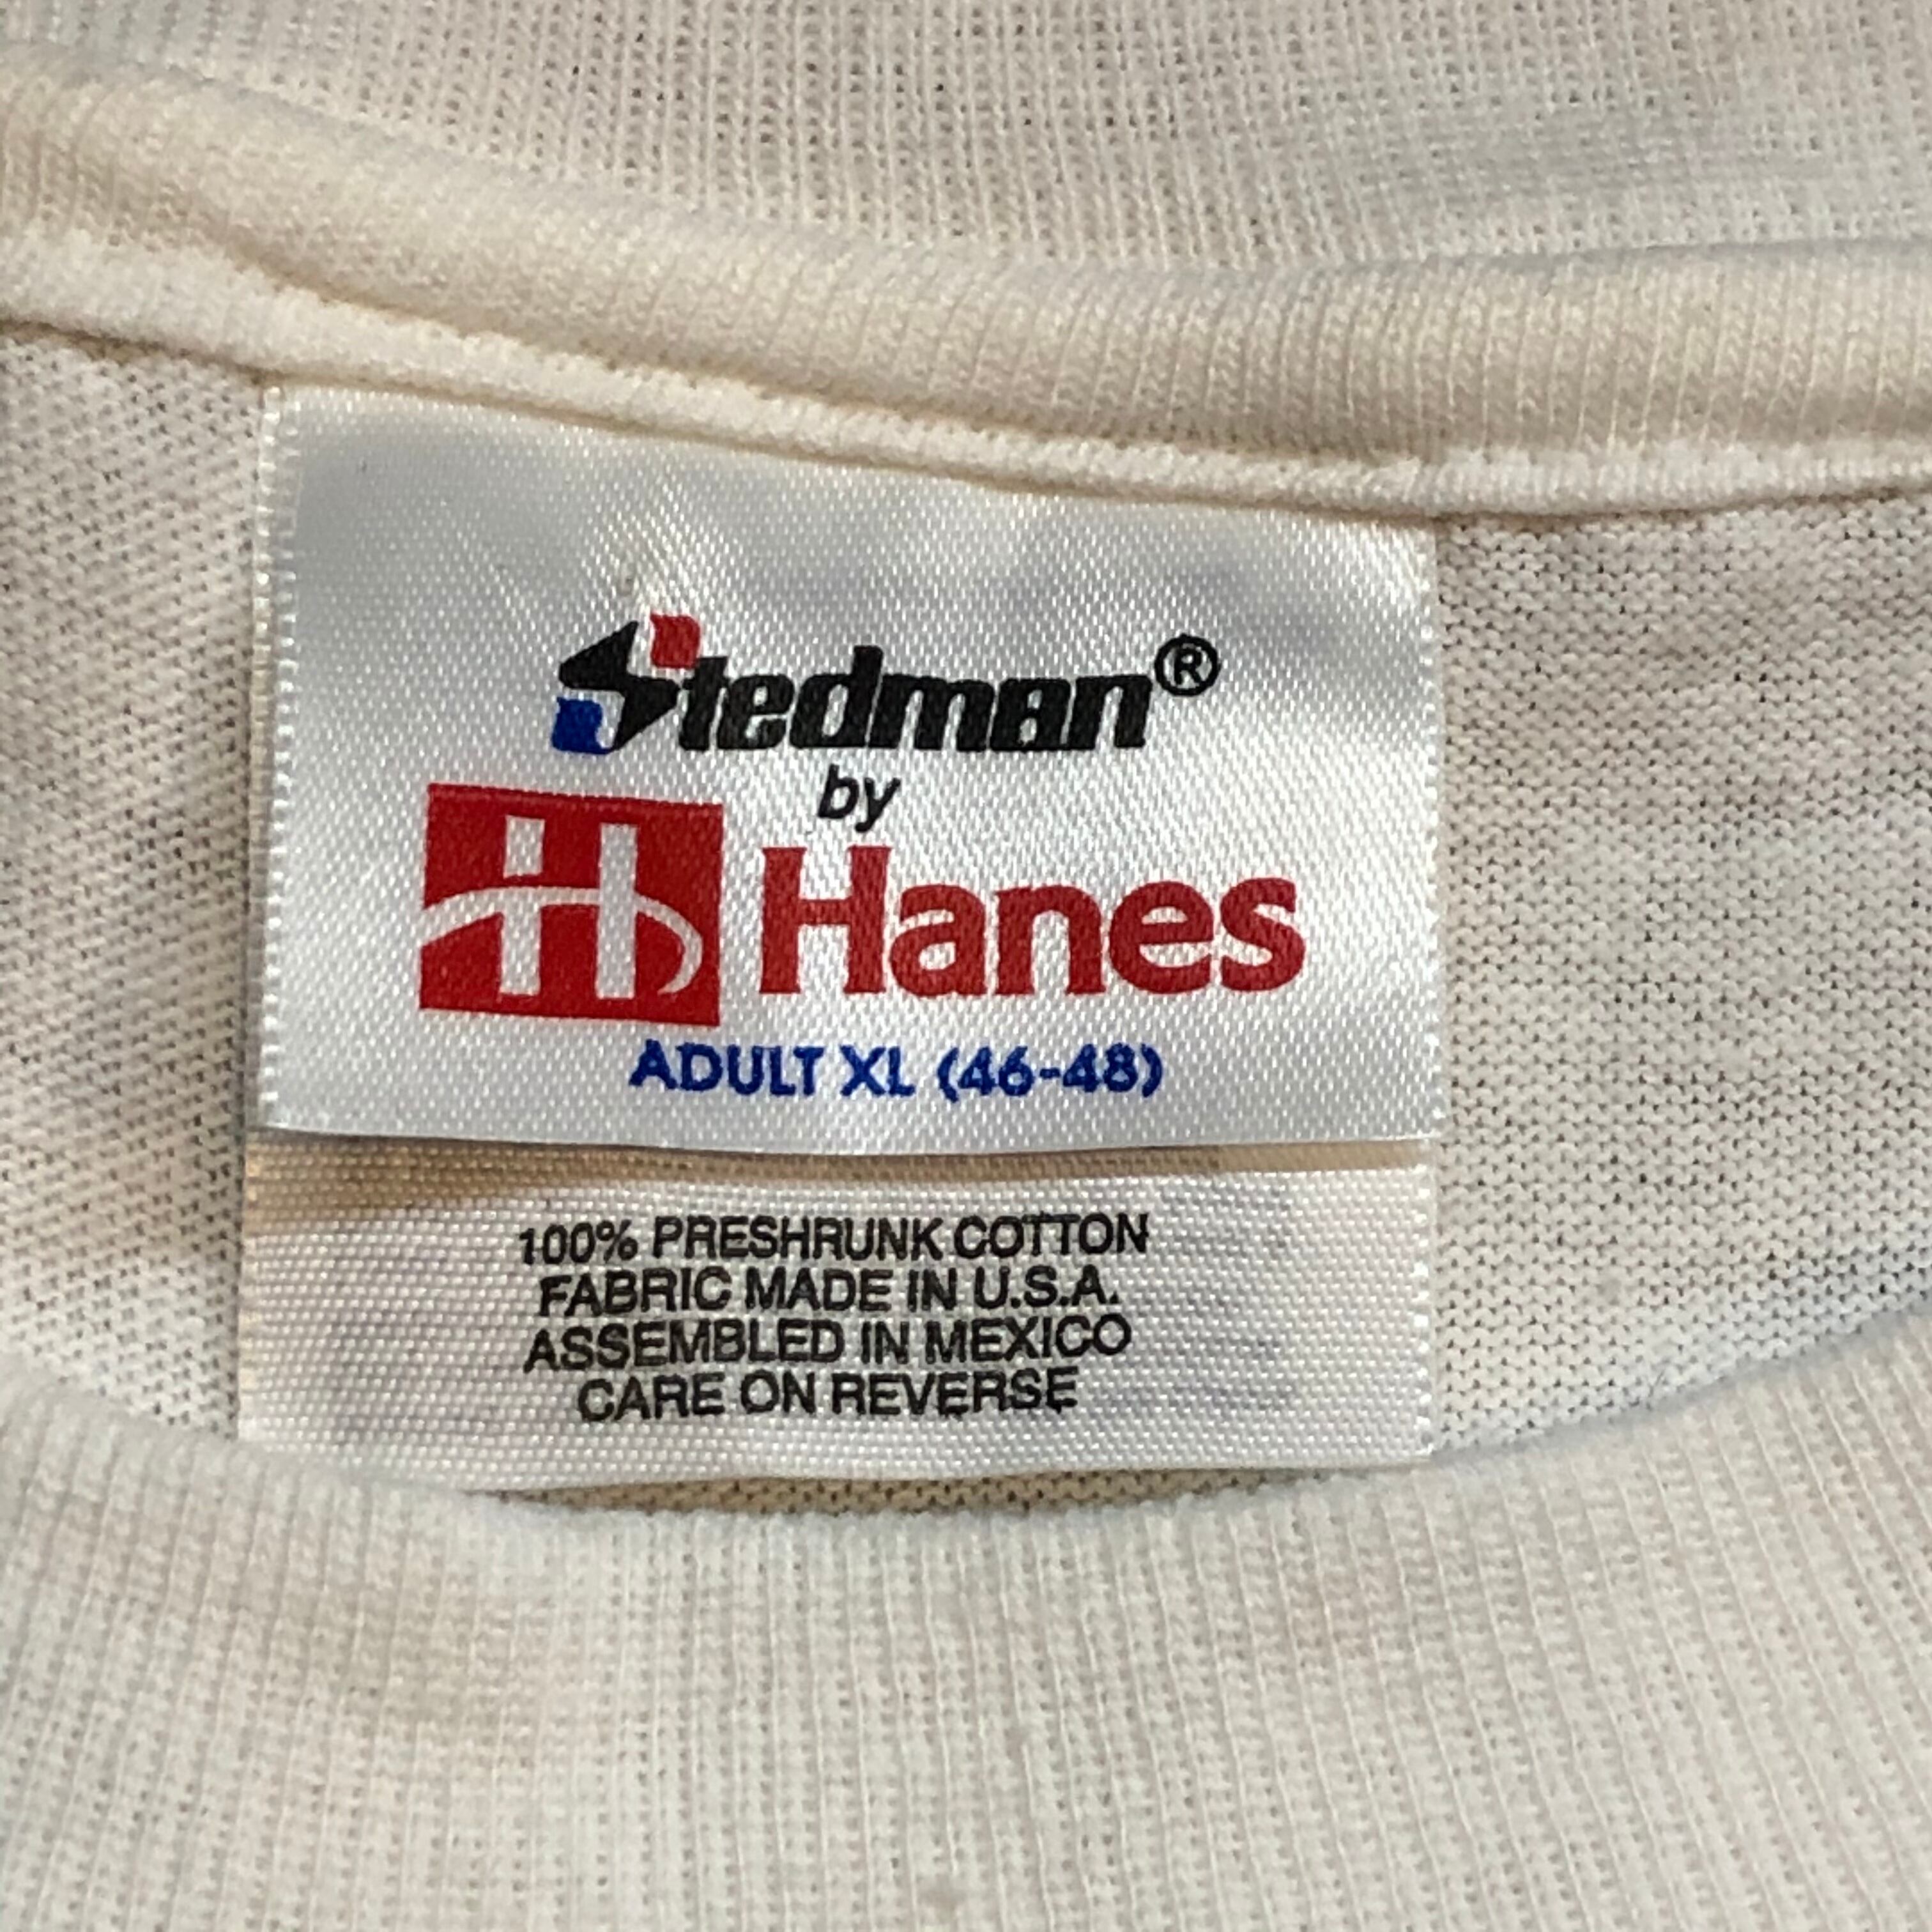 Stedman®
by
H Hanes
ADULT XL (46-48)
100% PRESHRUNK COTTON
FABRIC MADE IN U.S.A.
ASSEMBLED IN MEXICO
CARE ON REVERSE